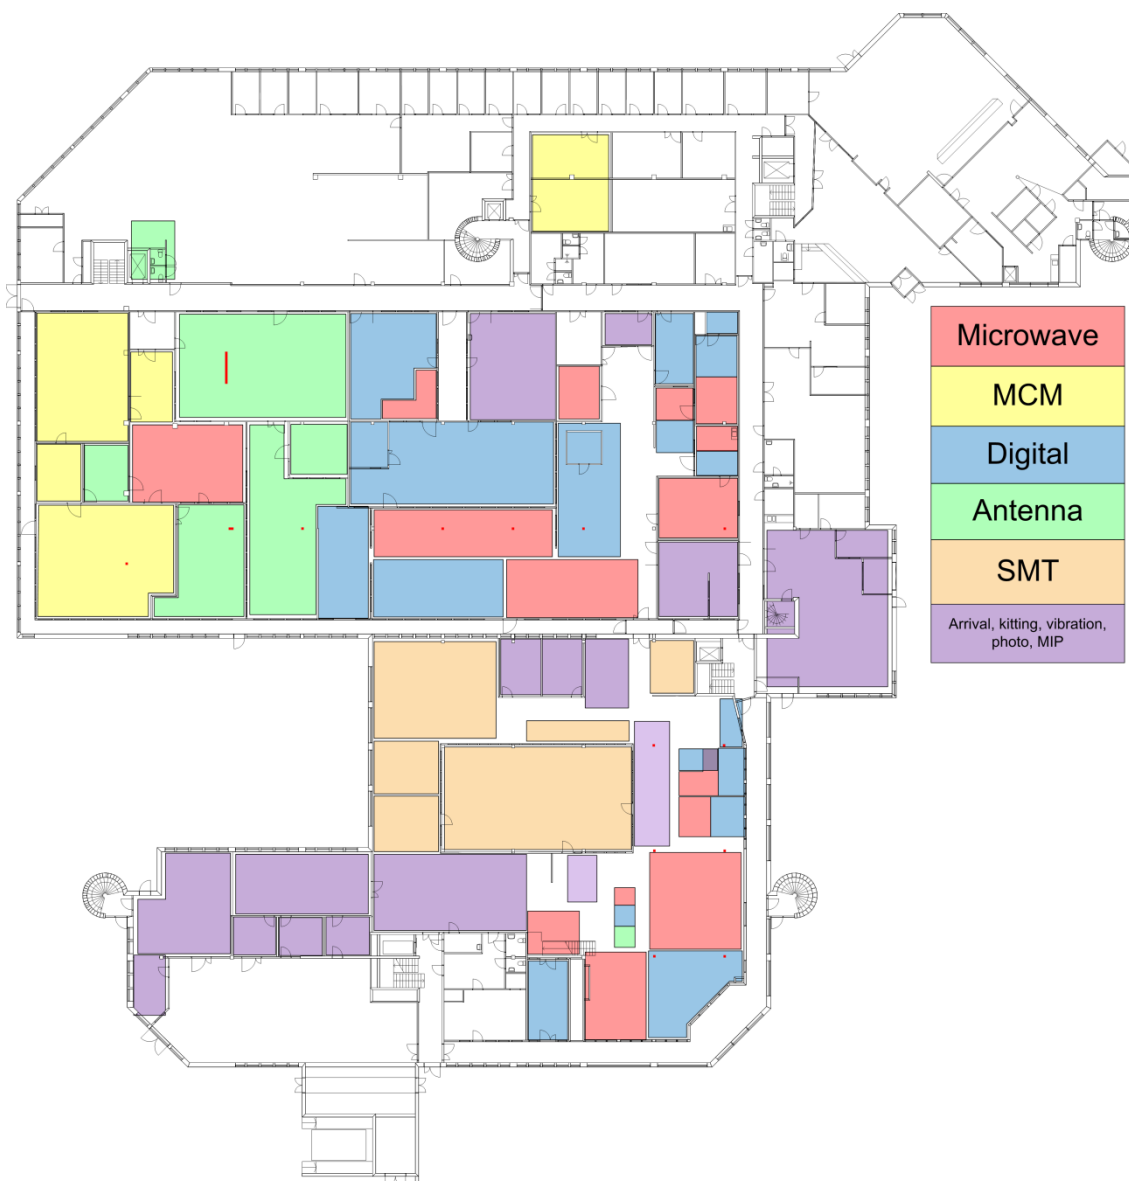 Microwave
MCM
Digital
Antenna
SMT
Arrival, kitting, vibration,
photo, MIP